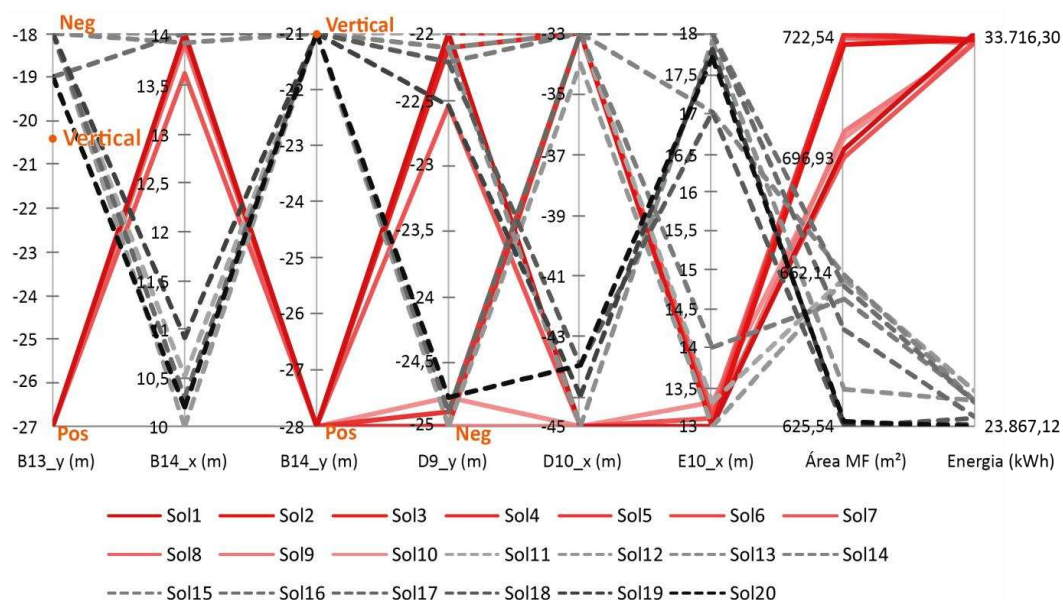 Neg
Vertical
-18
14
-21
-22
-33
18
722,54
33.716,30
-19
13,5
-22
-22,5
-35
17,5
-20
Vertical
13
-23
-23
-37
17
696,93
-21
12,5
-24
-23,5
-39
16,5
-22
12
-25
-24
-41
16
-23
11,5
-26
-24,5
-43
15,5
662,14
-24
11
-27
-25
-45
15
-25
10,5
-28
14,5
-26
10
14
-27
13,5
13
625,54
23.867,12
Pos
Pos
Neg
B13_y (m)
B14_x (m)
B14_y (m)
D9_y (m)
D10_x (m)
E10_x (m)
Área MF (m²)
Energia (kWh)
Sol1
Sol2
Sol3
Sol4
Sol5
Sol6
Sol7
Sol8
Sol9
Sol10
Sol11
Sol12
Sol13
Sol14
Sol15
Sol16
Sol17
Sol18
Sol19
Sol20